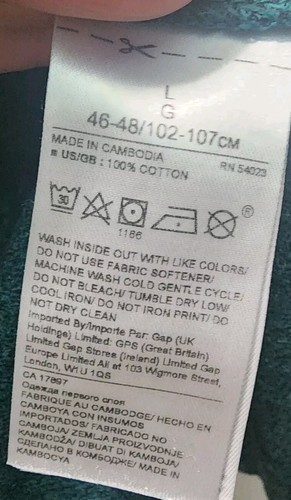 L
G
46-48/102-107CM
MADE IN CAMBODIA RN 54023
US/GB : 100% COTTON
30
®
1166
WASH INSIDE OUT WITH LIKE COLORS/
DO NOT USE FABRIC SOFTENER/
MACHINE WASH COLD GENTLE CYCLE/
DO NOT BLEACH/ TUMBLE DRY LOW/
COOL IRON/ DO NOT IRON PRINT/ DO
NOT DRY CLEAN
Imported By/Importe Par: Gap (UK
Holdings) Limited: GPS (Great Britain)
Limited Gap Stores (Ireland) Limited Gap
Europe Limited All at 103 Wigmore Street,
London, W1U 1QS
CA 17897
Одежда первого слоя
FABRIQUE AU CAMBODGE/ HECHO EN
CAMBOYA CON INSUMOS
IMPORTADOS/ FABRICADO NO
CAMBOJA/ ZEMLJA PROIZVODNJE:
KAMBODŽA/ DIBUAT DI KAMBOJA/
СДЕЛАНО В КОМБОДЖЕ/ MADE IN
KAMBOCYA